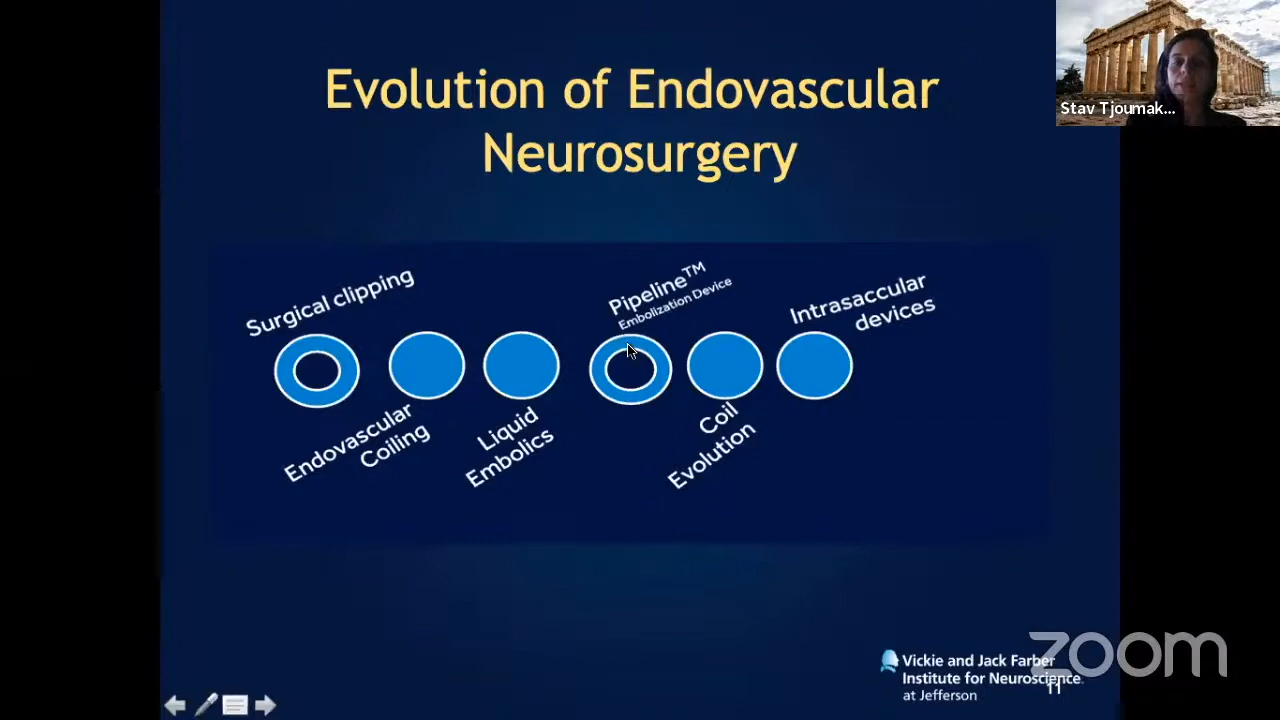 Evolution of Endovascular
Neurosurgery
Stav Tjoumak...
Surgical clipping
Pipeline™
Embolization Device
Intrasaccular
devices
Endovascular
Coiling
Liquid
Embolics
Coil
Evolution
Vickie and Jack Farber
Institute for Neuroscience
at Jefferson
11
zoom